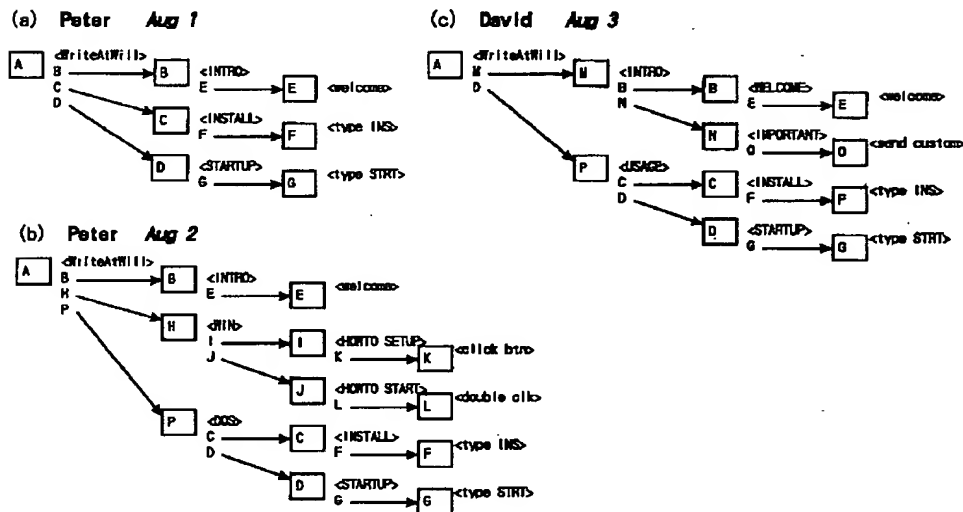 (a) Peter Aug 1
A <WriteAtWill>
B B <INTRO>
E E <welcome>
C
D
C <INSTALL>
F F <type INS>
D <STARTUP>
G G <type STRT>
(b) Peter Aug 2
A <WriteAtWill>
B B <INTRO>
E E <welcome>
H
P
H <WIN>
I I <HOWTO SETUP>
K K <click btn>
J
J <HOWTO START>
L L <double clk>
P <DOS>
C C <INSTALL>
F F <type INS>
D
D <STARTUP>
G G <type STRT>
(c) David Aug 3
A <WriteAtWill>
M M <INTRO>
D
B B <WELCOME>
E E <welcome>
N
N <IMPORTANT>
O O <send custom>
P <USAGE>
C C <INSTALL>
F P <type INS>
D
D <STARTUP>
G G <type STRT>